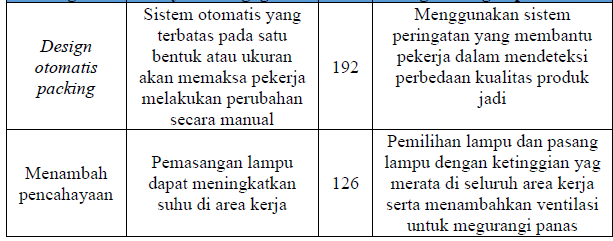 Design
otomatis
packing
Sistem otomatis yang
terbatas pada satu
bentuk atau ukuran
akan memaksa pekerja
melakukan perubahan
secara manual
192
Menggunakan sistem
peringatan yang membantu
pekerja dalam mendeteksi
perbedaan kualitas produk
jadi
Menambah
pencahayaan
Pemasangan lampu
dapat meningkatkan
suhu di area kerja
126
Pemilihan lampu dan pasang
lampu dengan ketinggian yag
merata di seluruh area kerja
serta menambahkan ventilasi
untuk megurangi panas